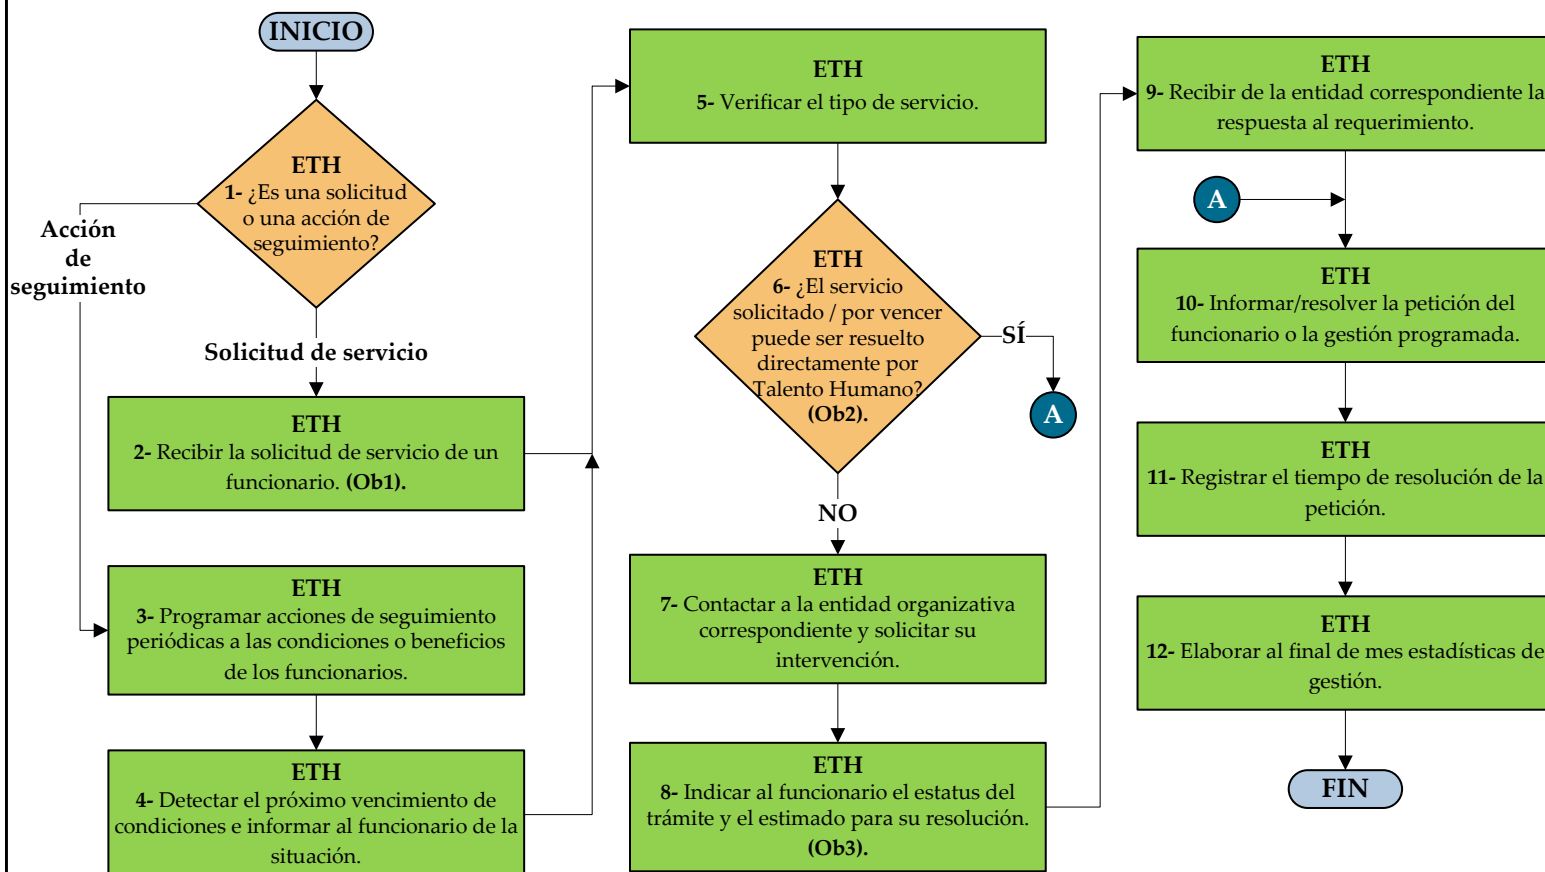 INICIO
ETH
1- ¿Es una solicitud
o una acción de
seguimiento?
Acción
de
seguimiento
Solicitud de servicio
ETH
2- Recibir la solicitud de servicio de un
funcionario. (Ob1).
ETH
3- Programar acciones de seguimiento
periódicas a las condiciones o beneficios
de los funcionarios.
ETH
4- Detectar el próximo vencimiento de
condiciones e informar al funcionario de la
situación.
ETH
5- Verificar el tipo de servicio.
ETH
6- ¿El servicio
solicitado / por vencer
puede ser resuelto
directamente por
Talento Humano?
(Ob2).
SÍ
A
NO
ETH
7- Contactar a la entidad organizativa
correspondiente y solicitar su
intervención.
ETH
8- Indicar al funcionario el estatus del
trámite y el estimado para su resolución.
(Ob3).
ETH
9- Recibir de la entidad correspondiente la
respuesta al requerimiento.
A
ETH
10- Informar/resolver la petición del
funcionario o la gestión programada.
ETH
11- Registrar el tiempo de resolución de la
petición.
ETH
12- Elaborar al final de mes estadísticas de
gestión.
FIN